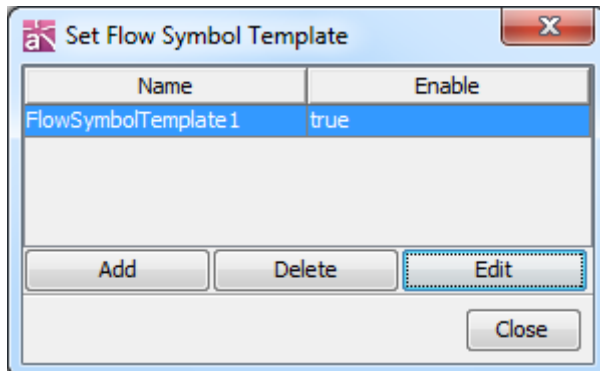 Set Flow Symbol Template
Name Enable
FlowSymbolTemplate1 true
Add Delete Edit
Close